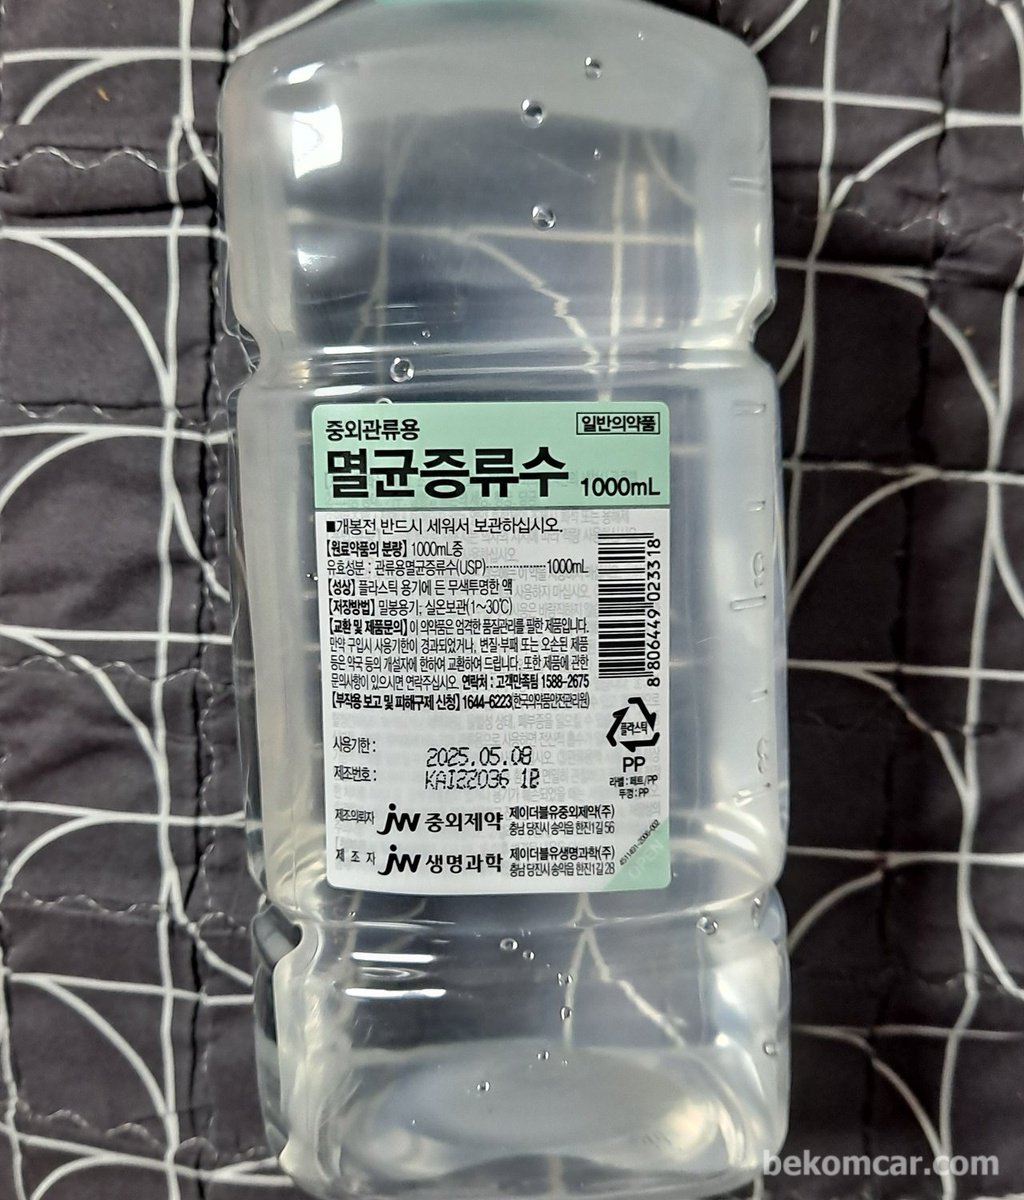 중외관류용
일반의약품
멸균증류수 1000mL
■개봉전 반드시 세워서 보관하십시오.
【원료약품의 분량】 1000mL중
유효성분 : 관류용멸균증류수(USP)················1000mL
【성상】 플라스틱 용기에 든 무색투명한 액
【저장방법】 밀봉용기, 실온보관(1~30℃)
【교환 및 제품문의】 이 의약품은 엄격한 품질관리를 필한 제품입니다.
만약 구입시 사용기한이 경과되었거나, 변질·부패 또는 오손된 제품
등은 약국 등의 개설자에 한하여 교환하여 드립니다. 또한 제품에 관한
문의사항이 있으시면 연락주십시오. 연락처 : 고객만족팀 1588-2675
【부작용 보고 및 피해구제 신청】 1644-6223(한국의약품안전관리원)
8806449023318
플라스틱
PP
라벨 : 페트/PP
뚜껑 : PP
사용기한 : 2025.05.08
제조번호 : KAI22036 12
제조의뢰자 jw 중외제약 제이더블유중외제약(주)
충남 당진시 송악읍 한진1길 56
제 조 자 jw 생명과학 제이더블유생명과학(주)
충남 당진시 송악읍 한진1길 28
OPEN
bekomcar.com